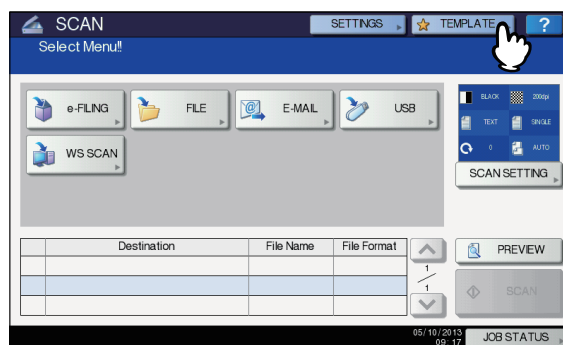 SCAN SETTINGS TEMPLATE ?
Select Menu!!
e-FILING FILE E-MAIL USB
WS SCAN
BLACK 200dpi
TEXT SINGLE
0 AUTO
SCAN SETTING
Destination File Name File Format
1
1
PREVIEW
SCAN
05/10/2013
09:17
JOB STATUS